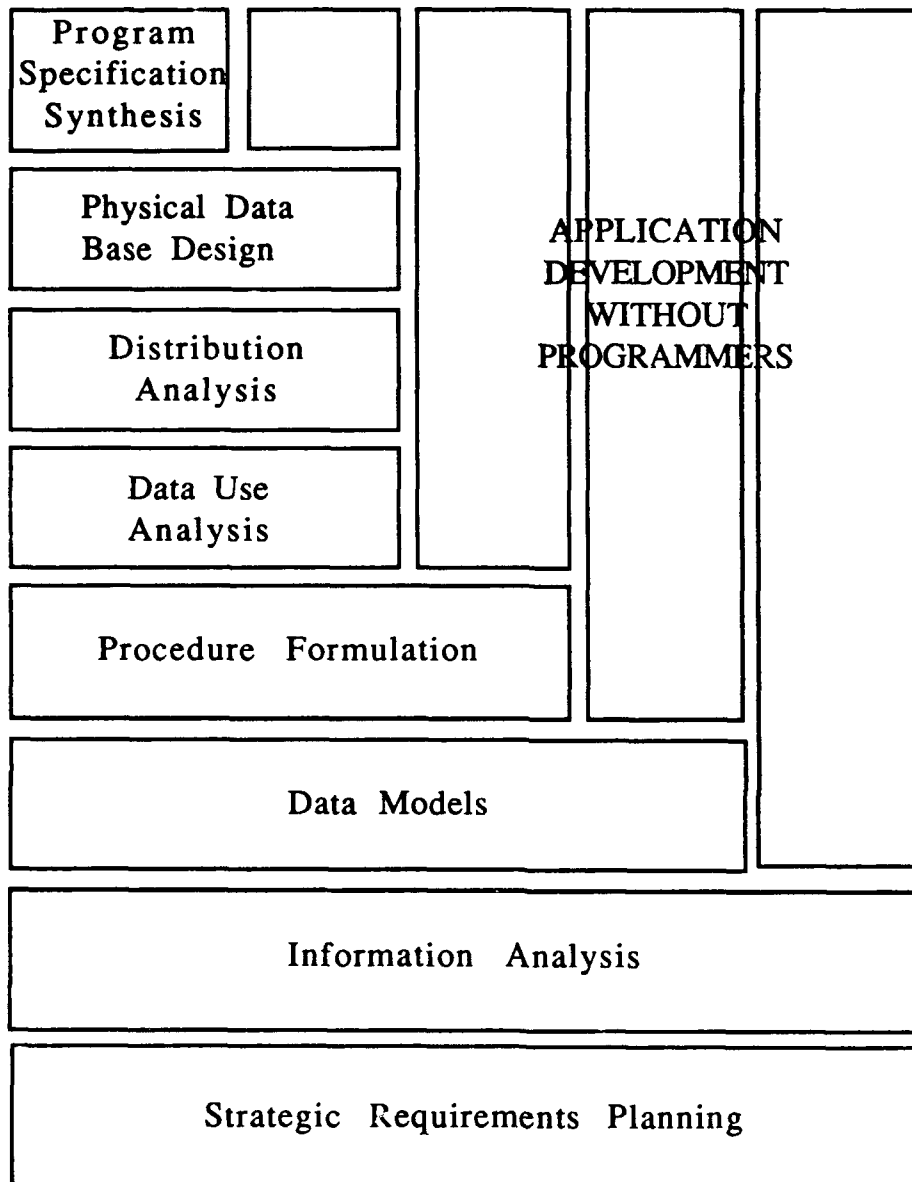 Program
Specification
Synthesis
Physical Data
Base Design
APPLICATION
DEVELOPMENT
WITHOUT
PROGRAMMERS
Distribution
Analysis
Data Use
Analysis
Procedure Formulation
Data Models
Information Analysis
Strategic Requirements Planning